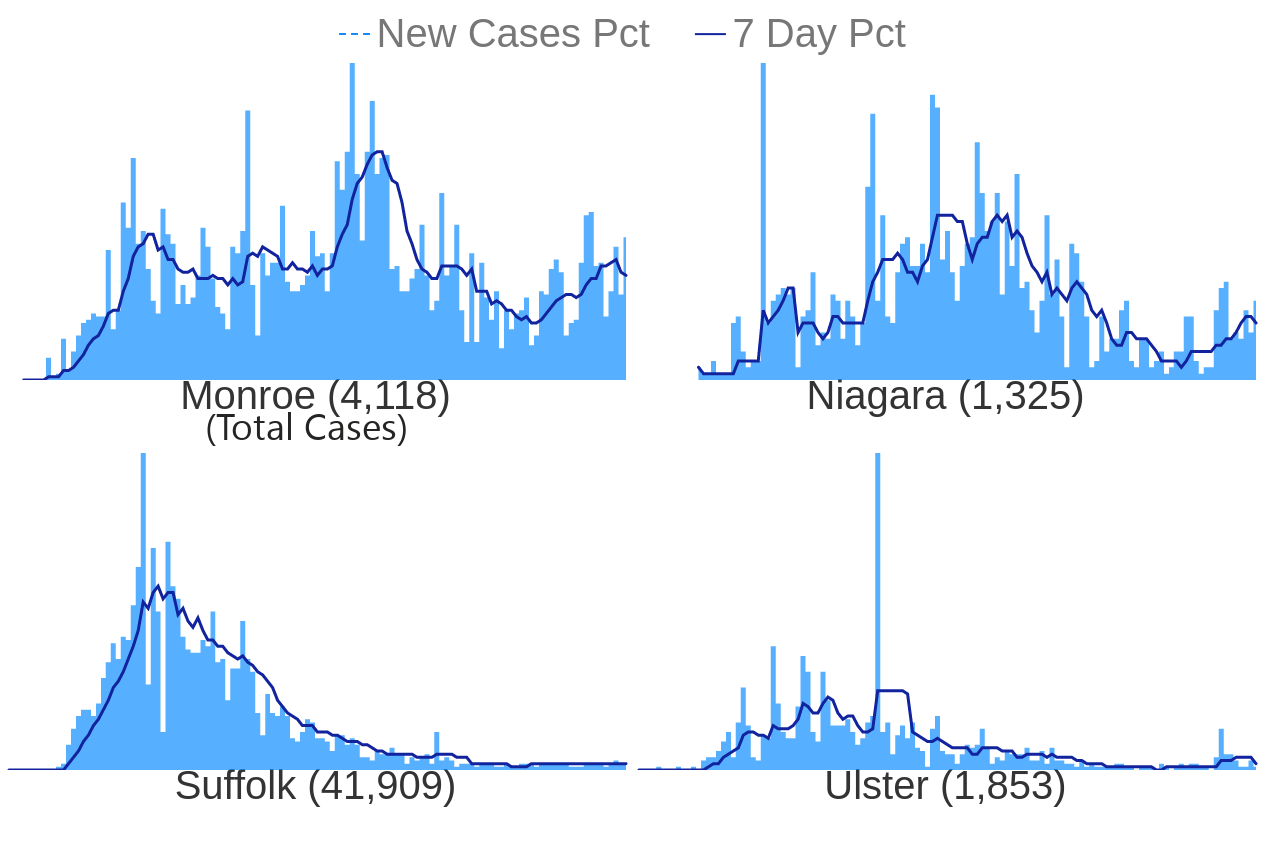 New Cases Pct 7 Day Pct
Monroe (4,118)
(Total Cases)
Niagara (1,325)
Suffolk (41,909)
Ulster (1,853)